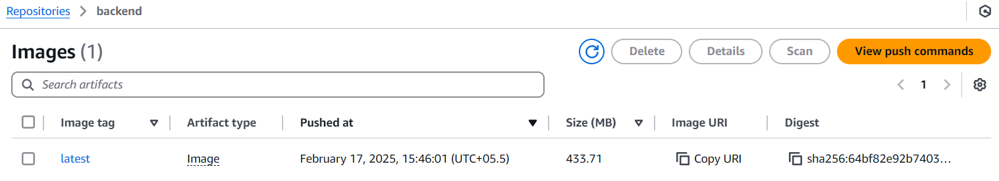 Repositories > backend
Images (1)
Delete
Details
Scan
View push commands
Search artifacts
1
Image tag Artifact type Pushed at Size (MB) Image URI Digest
latest Image February 17, 2025, 15:46:01 (UTC+05.5) 433.71 Copy URI sha256:64bf82e92b7403...